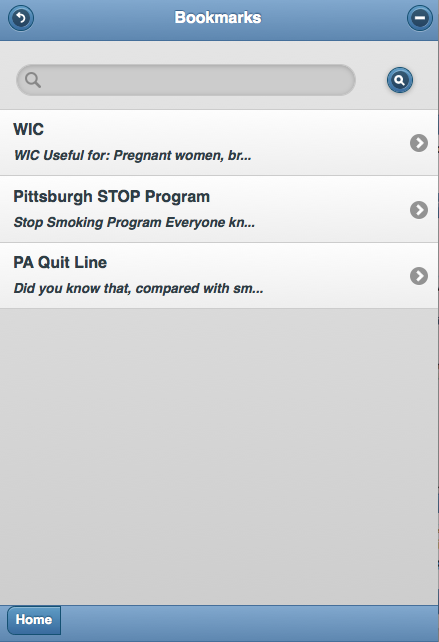 Bookmarks
WIC
WIC Useful for: Pregnant women, br...
Pittsburgh STOP Program
Stop Smoking Program Everyone kn...
PA Quit Line
Did you know that, compared with sm...
Home